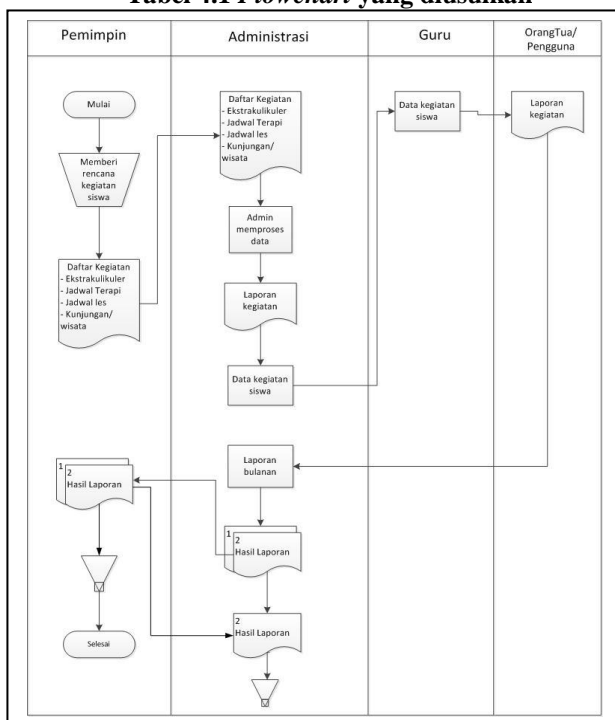 Tabel 4.1 Flowchart yang diusulkan
Pemimpin
Administrasi
Guru
OrangTua/
Pengguna
Mulai
Memberi
rencana
kegiatan
siswa
Daftar Kegiatan
- Ekstrakulikuler
- Jadwal Terapi
- Jadwal les
- Kunjungan/
wisata
Daftar Kegiatan
- Ekstrakulikuler
- Jadwal Terapi
- Jadwal les
- Kunjungan/
wisata
Admin
memproses
data
Laporan
kegiatan
Data kegiatan
siswa
Data kegiatan
siswa
Laporan
kegiatan
Laporan
bulanan
1
2
Hasil Laporan
1
2
Hasil Laporan
2
Hasil Laporan
Selesai